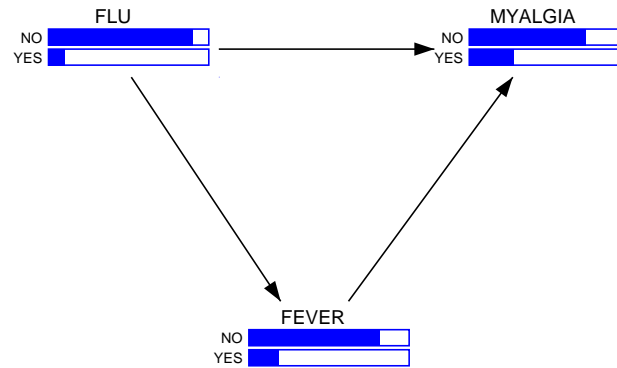 FLU
NO
YES
MYALGIA
NO
YES
FEVER
NO
YES